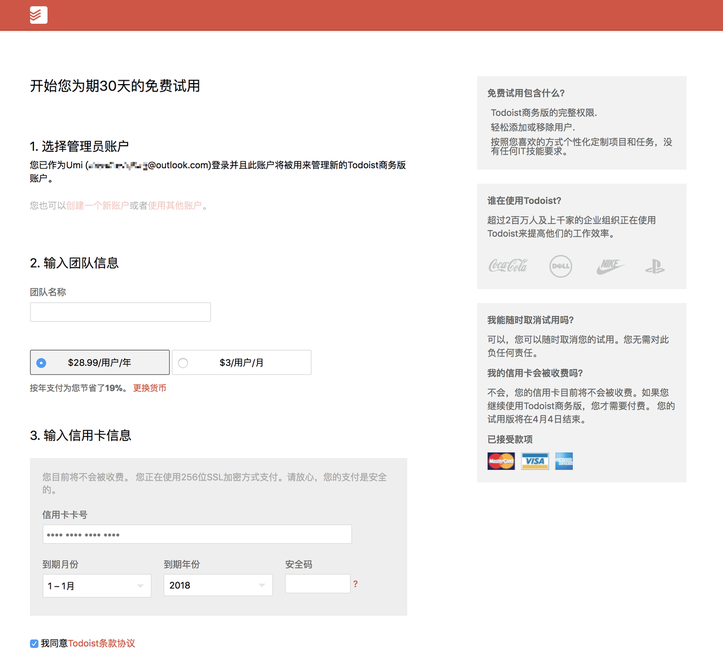 开始您为期30天的免费试用
1. 选择管理员账户
您已作为Umi (@outlook.com)登录并且此账户将被用来管理新的Todoist商务版
账户。
您也可以创建一个新账户或者使用其他账户。
2. 输入团队信息
团队名称
$28.99/用户/年
$3/用户/月
按年支付为您节省了19%。 更换货币
3. 输入信用卡信息
您目前将不会被收费。 您正在使用256位SSL加密方式支付。请放心，您的支付是安全
的。
信用卡卡号
•••• •••• •••• ••••
到期月份 到期年份 安全码
1 – 1月 2018 ?
我同意Todoist条款协议
免费试用包含什么?
Todoist商务版的完整权限.
轻松添加或移除用户.
按照您喜欢的方式个性化定制项目和任务，没
有任何IT技能要求。
谁在使用Todoist?
超过2百万人及上千家的企业组织正在使用
Todoist来提高他们的工作效率。
Coca-Cola DELL NIKE
我能随时取消试用吗?
可以，您可以随时取消您的试用。您无需对此
负任何责任。
我的信用卡会被收费吗?
不会，您的信用卡目前将不会被收费。如果您
继续使用Todoist商务版，您才需要付费。 您的
试用版将在4月4日结束。
已接受款项
MasterCard VISA